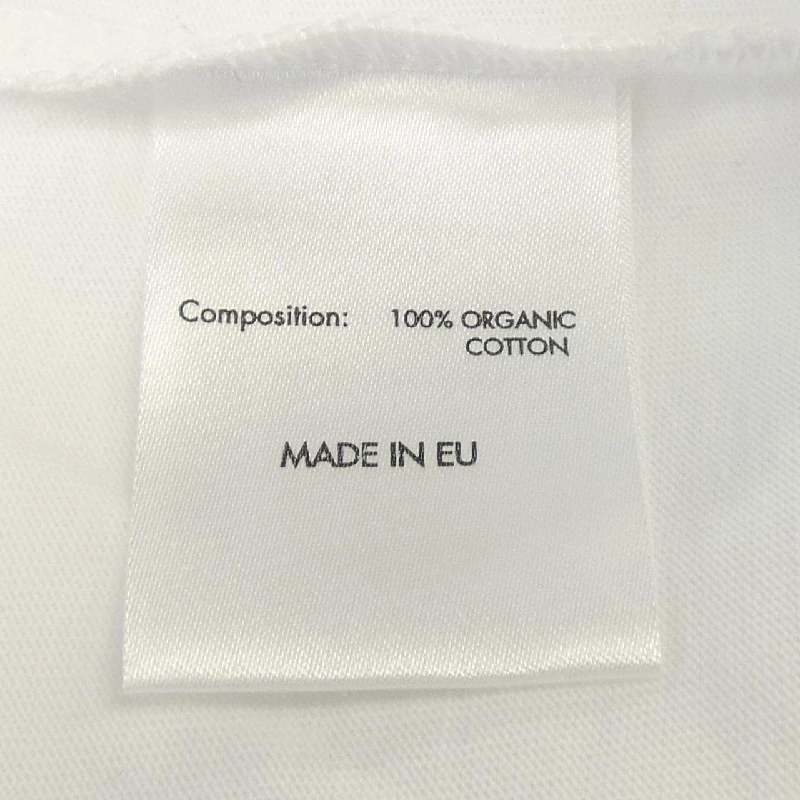 Composition: 100% ORGANIC
COTTON
MADE IN EU